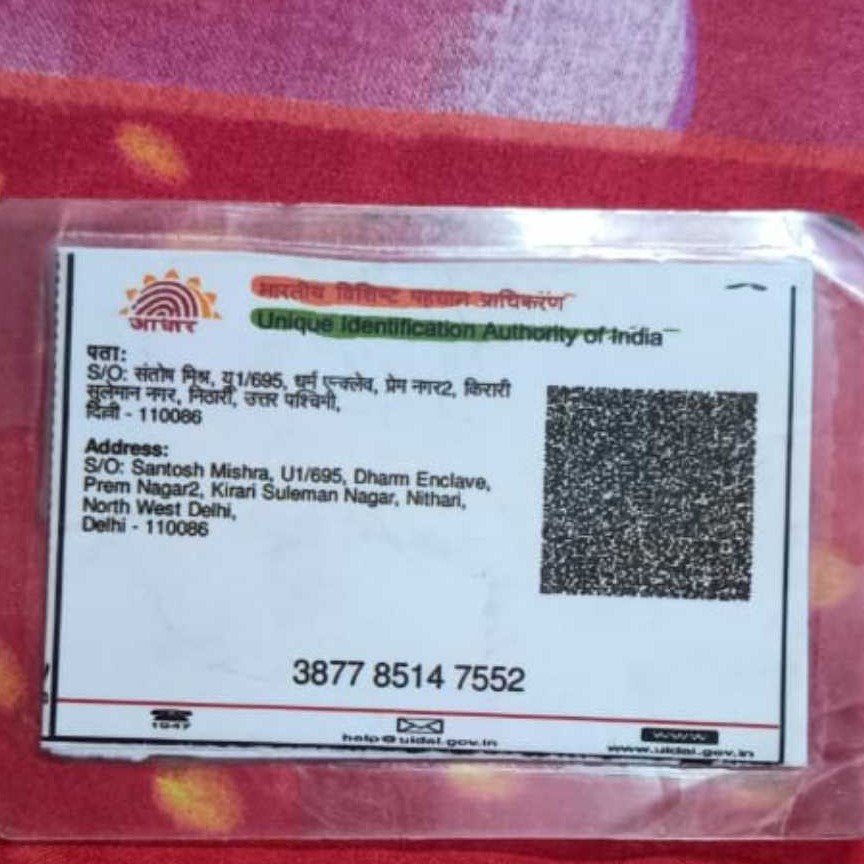 आधार
भारतीय विशिष्ट पहचान प्राधिकरण
Unique Identification Authority of India
पता:
S/O: संतोष मिश्र, यु1/695, धर्म एन्क्लेव, प्रेम नगर2, किरारी
सुलेमान नगर, निठारी, उत्तर पश्चिमी,
दिल्ली - 110086
Address:
S/O: Santosh Mishra, U1/695, Dharm Enclave,
Prem Nagar2, Kirari Suleman Nagar, Nithari,
North West Delhi,
Delhi - 110086
3877 8514 7552
1947
help@uidai.gov.in
www
www.uidai.gov.in